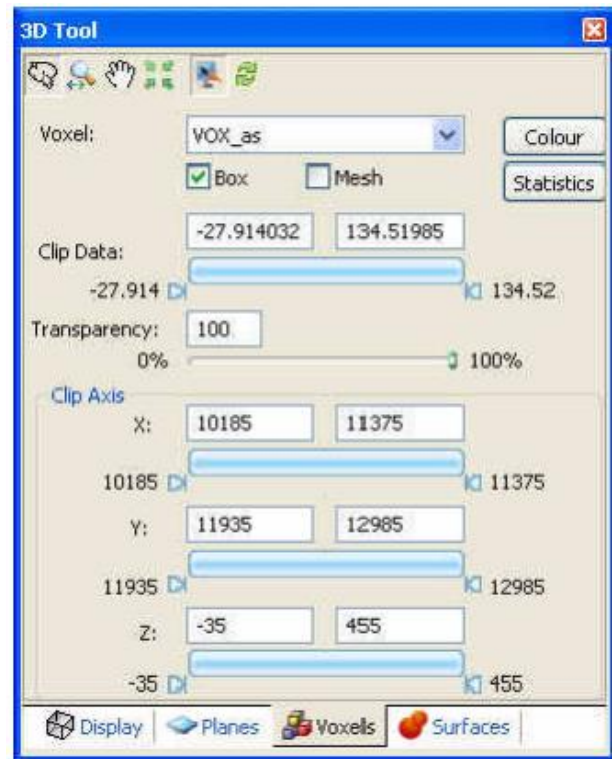 3D Tool
Voxel: VOX_as Colour
Box Mesh Statistics
Clip Data: -27.914032 134.51985
-27.914 134.52
Transparency: 100
0% 100%
Clip Axis
X: 10185 11375
10185 11375
Y: 11935 12985
11935 12985
Z: -35 455
-35 455
Display Planes Voxels Surfaces